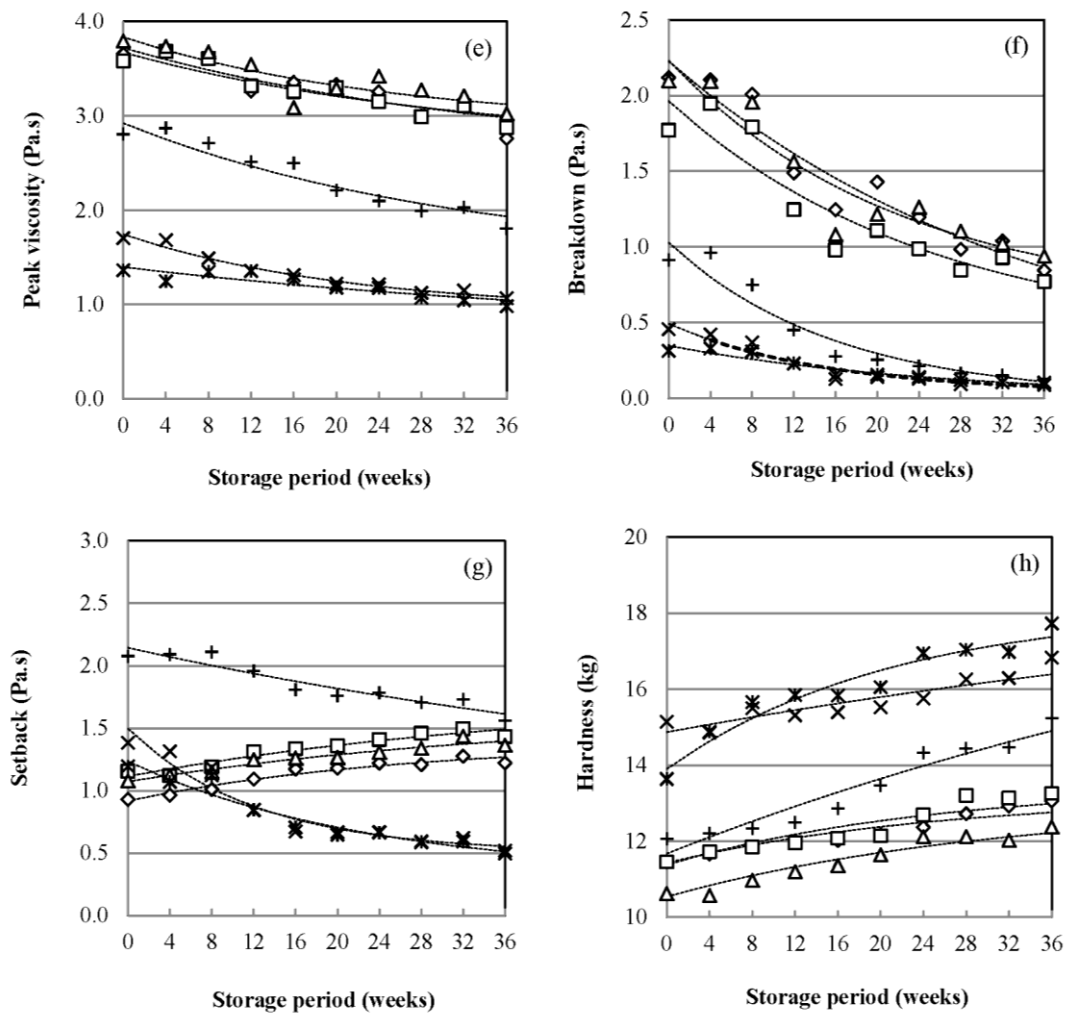 (e)
Peak viscosity (Pa.s)
4.0
3.0
2.0
1.0
0.0
0 4 8 12 16 20 24 28 32 36
Storage period (weeks)
(f)
Breakdown (Pa.s)
2.5
2.0
1.5
1.0
0.5
0.0
0 4 8 12 16 20 24 28 32 36
Storage period (weeks)
(g)
Setback (Pa.s)
3.0
2.5
2.0
1.5
1.0
0.5
0.0
0 4 8 12 16 20 24 28 32 36
Storage period (weeks)
(h)
Hardness (kg)
20
18
16
14
12
10
0 4 8 12 16 20 24 28 32 36
Storage period (weeks)